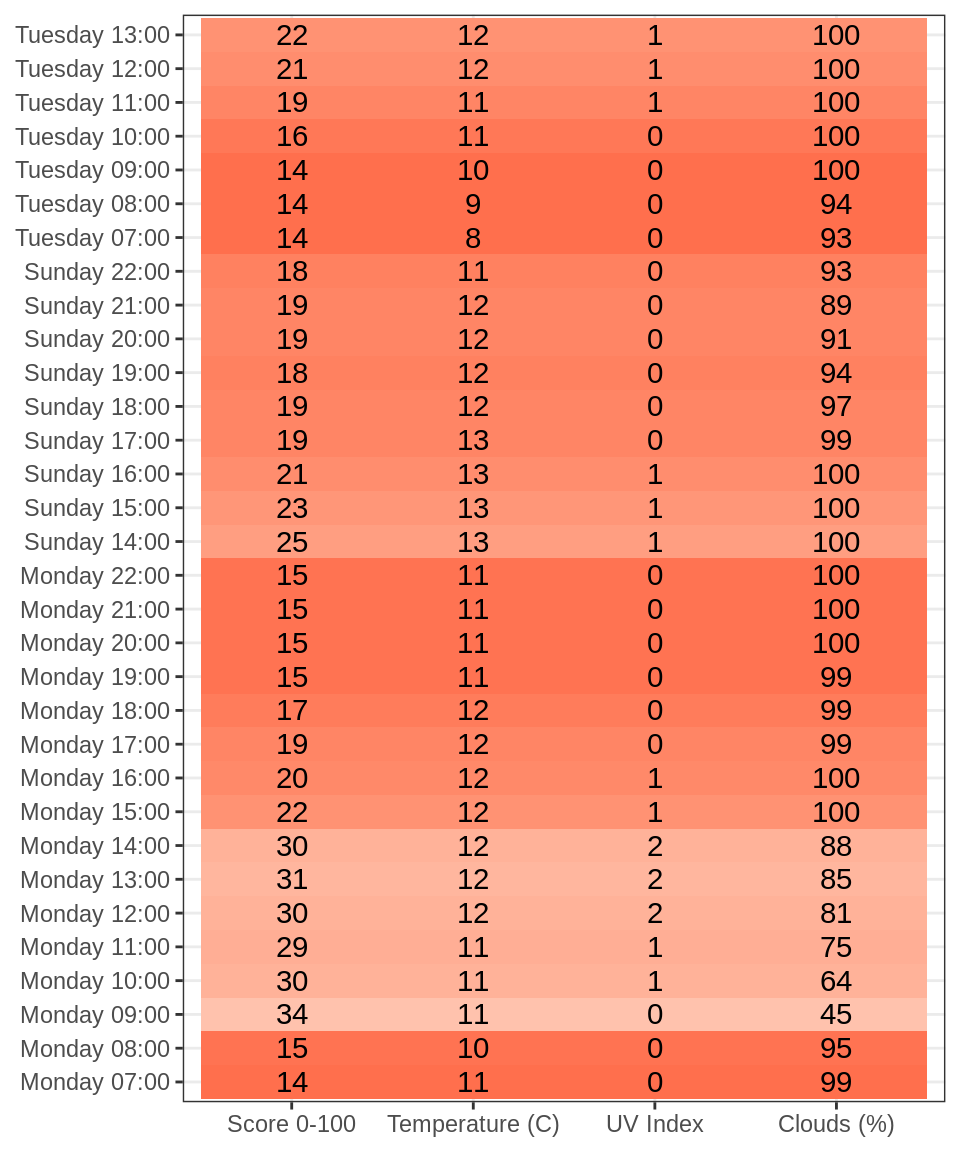 Tuesday 13:00 22 12 1 100
Tuesday 12:00 21 12 1 100
Tuesday 11:00 19 11 1 100
Tuesday 10:00 16 11 0 100
Tuesday 09:00 14 10 0 100
Tuesday 08:00 14 9 0 94
Tuesday 07:00 14 8 0 93
Sunday 22:00 18 11 0 93
Sunday 21:00 19 12 0 89
Sunday 20:00 19 12 0 91
Sunday 19:00 18 12 0 94
Sunday 18:00 19 12 0 97
Sunday 17:00 19 13 0 99
Sunday 16:00 21 13 1 100
Sunday 15:00 23 13 1 100
Sunday 14:00 25 13 1 100
Monday 22:00 15 11 0 100
Monday 21:00 15 11 0 100
Monday 20:00 15 11 0 100
Monday 19:00 15 11 0 99
Monday 18:00 17 12 0 99
Monday 17:00 19 12 0 99
Monday 16:00 20 12 1 100
Monday 15:00 22 12 1 100
Monday 14:00 30 12 2 88
Monday 13:00 31 12 2 85
Monday 12:00 30 12 2 81
Monday 11:00 29 11 1 75
Monday 10:00 30 11 1 64
Monday 09:00 34 11 0 45
Monday 08:00 15 10 0 95
Monday 07:00 14 11 0 99
Score 0-100 Temperature (C) UV Index Clouds (%)